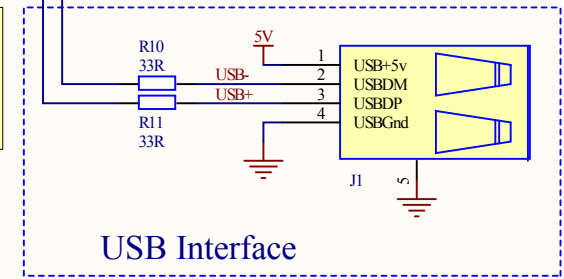 R10
33R
5V
USB-
USB+
1
2
3
4
USB+5v
USBDM
USBDP
USBGnd
R11
33R
J1
5
USB Interface